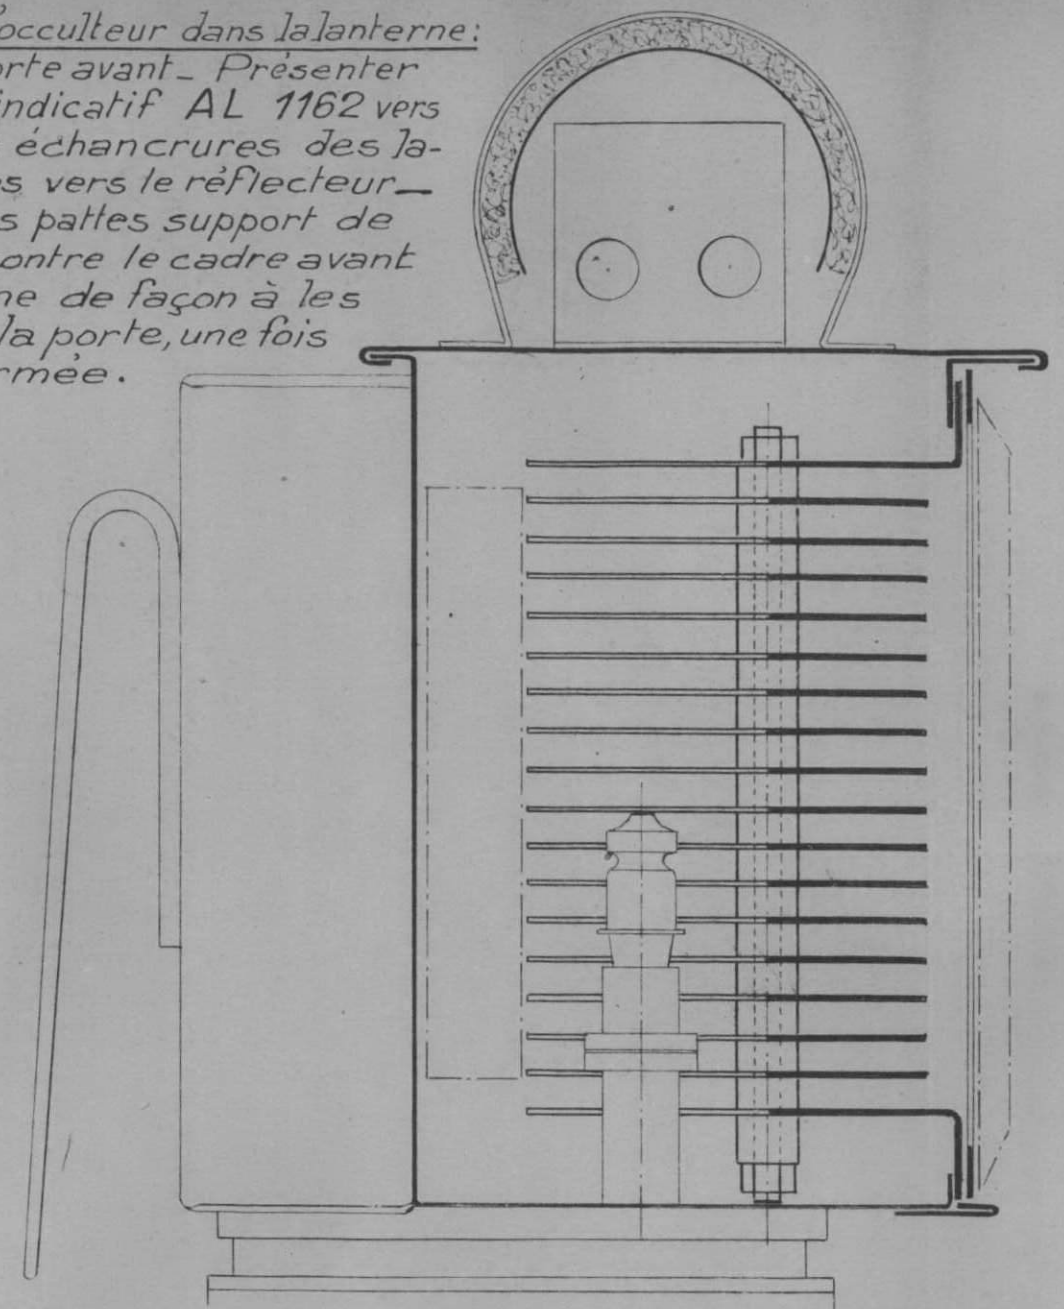 'occulteur dans la lanterne:
orte avant_ Présenter
indicatif AL 1162 vers
échancrures des la-
s vers le réflecteur_
s pattes support de
ontre le cadre avant
ne de façon à les
la porte, une fois
rmée.